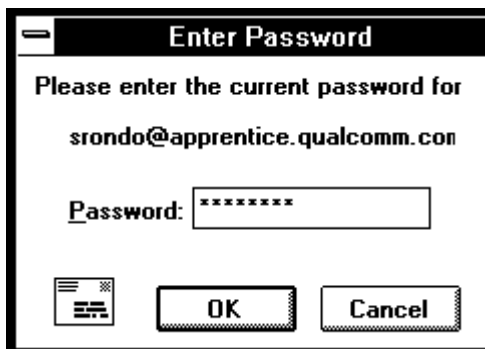 Enter Password
Please enter the current password for
srondo@apprentice.qualcomm.con
Password: ********
OK Cancel